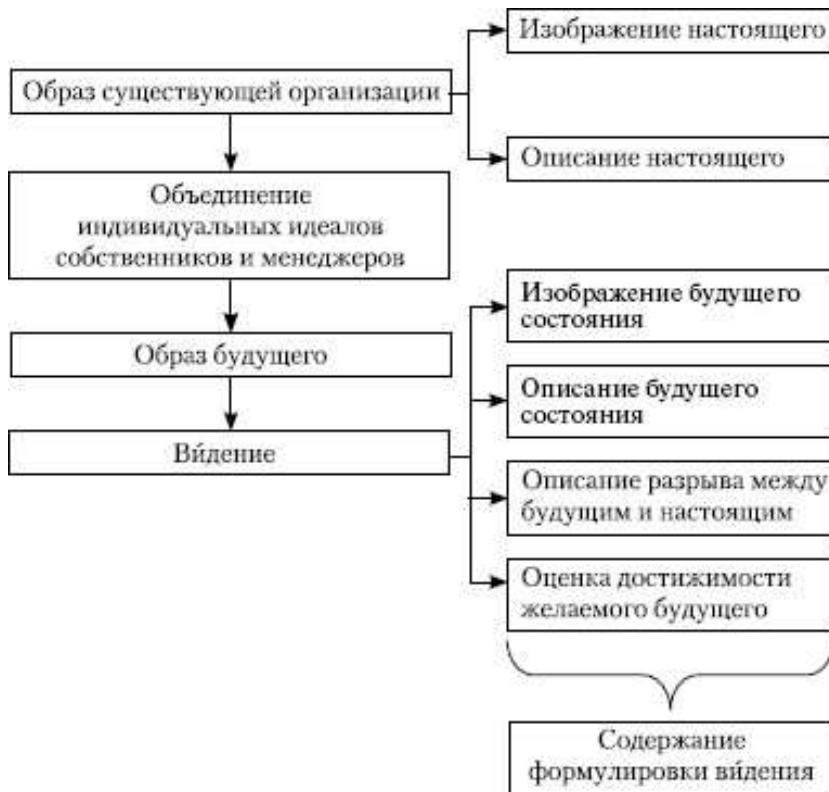 Изображение настоящего
Образ существующей организации
Описание настоящего
Объединение
индивидуальных идеалов
собственников и менеджеров
Образ будущего
Ви́дение
Изображение будущего
состояния
Описание будущего
состояния
Описание разрыва между
будущим и настоящим
Оценка достижимости
желаемого будущего
Содержание
формулировки ви́дения